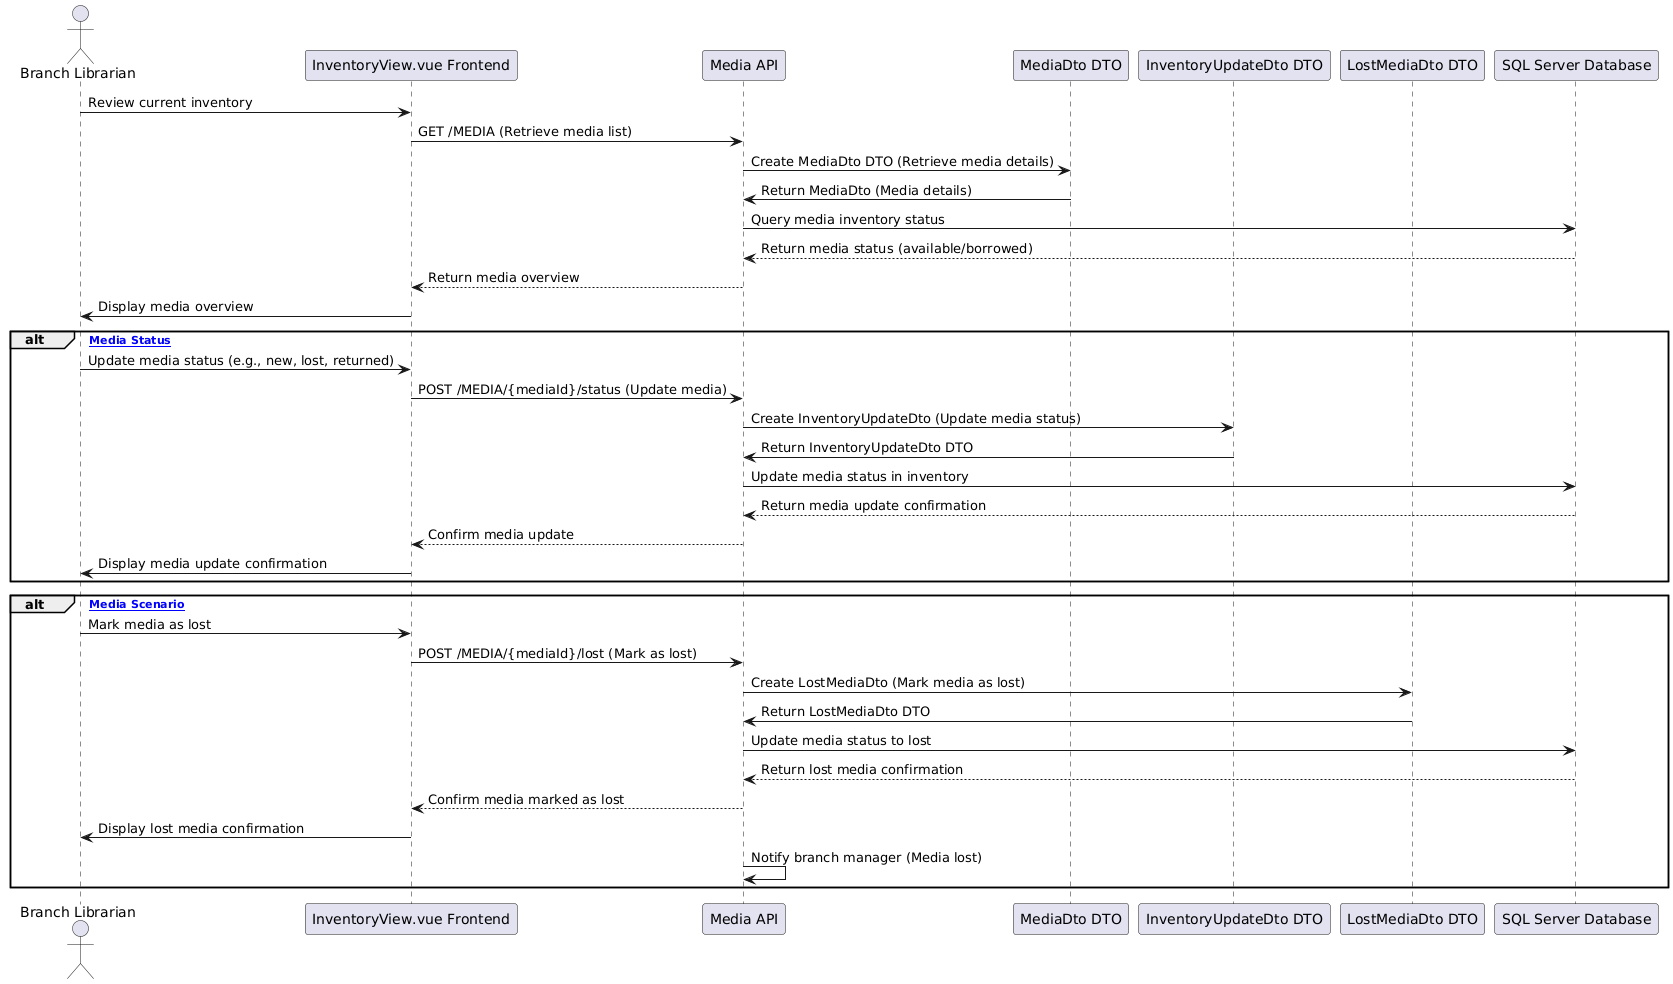 Branch Librarian
InventoryView.vue Frontend
Media API
MediaDto DTO
InventoryUpdateDto DTO
LostMediaDto DTO
SQL Server Database
Review current inventory
GET /MEDIA (Retrieve media list)
Create MediaDto DTO (Retrieve media details)
Return MediaDto (Media details)
Query media inventory status
Return media status (available/borrowed)
Return media overview
Display media overview
alt
Media Status
Update media status (e.g., new, lost, returned)
POST /MEDIA/{mediaId}/status (Update media)
Create InventoryUpdateDto (Update media status)
Return InventoryUpdateDto DTO
Update media status in inventory
Return media update confirmation
Confirm media update
Display media update confirmation
alt
Media Scenario
Mark media as lost
POST /MEDIA/{mediaId}/lost (Mark as lost)
Create LostMediaDto (Mark media as lost)
Return LostMediaDto DTO
Update media status to lost
Return lost media confirmation
Confirm media marked as lost
Display lost media confirmation
Notify branch manager (Media lost)
Branch Librarian
InventoryView.vue Frontend
Media API
MediaDto DTO
InventoryUpdateDto DTO
LostMediaDto DTO
SQL Server Database